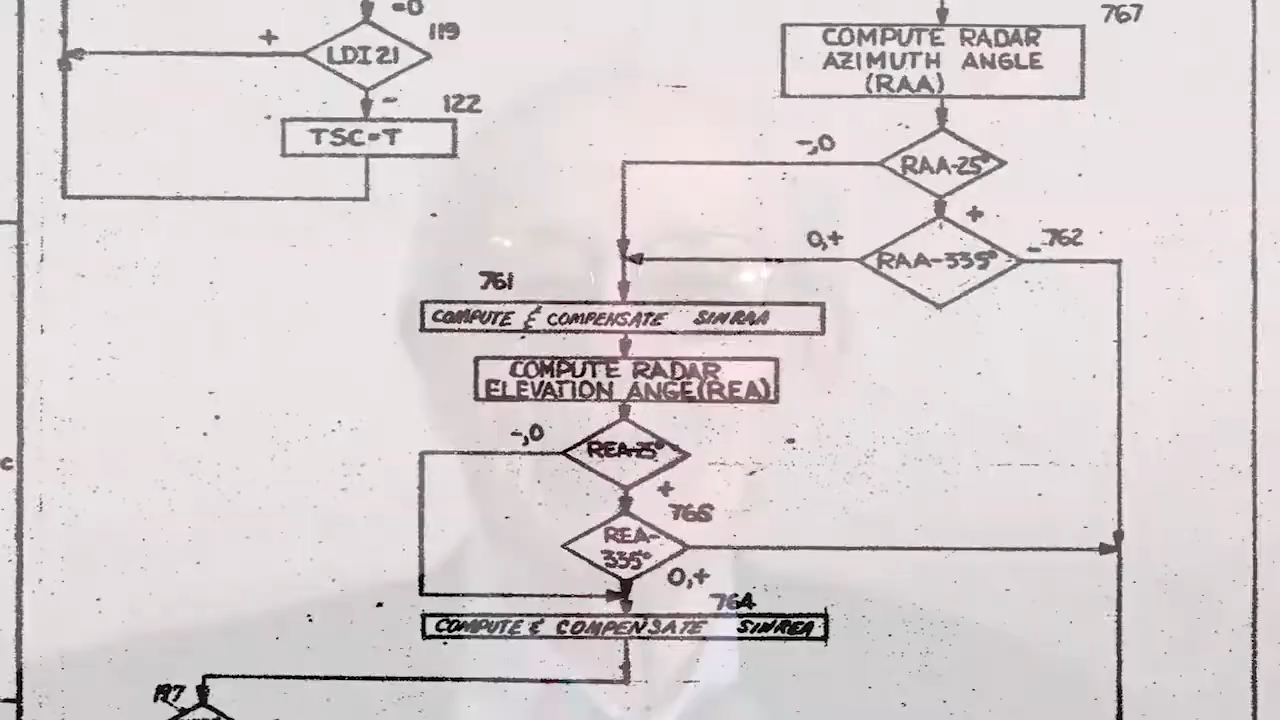 =0
119
+
LDI 21
-
122
TSC=T
767
COMPUTE RADAR
AZIMUTH ANGLE
(RAA)
-,0
RAA-25°
+
0,+
RAA-335°
-
762
761
COMPUTE & COMPENSATE SINRAA
COMPUTE RADAR
ELEVATION ANGE(REA)
-,0
REA-25°
+
765
REA-
335°
0,+
764
COMPUTE & COMPENSATE SINREA
197
C